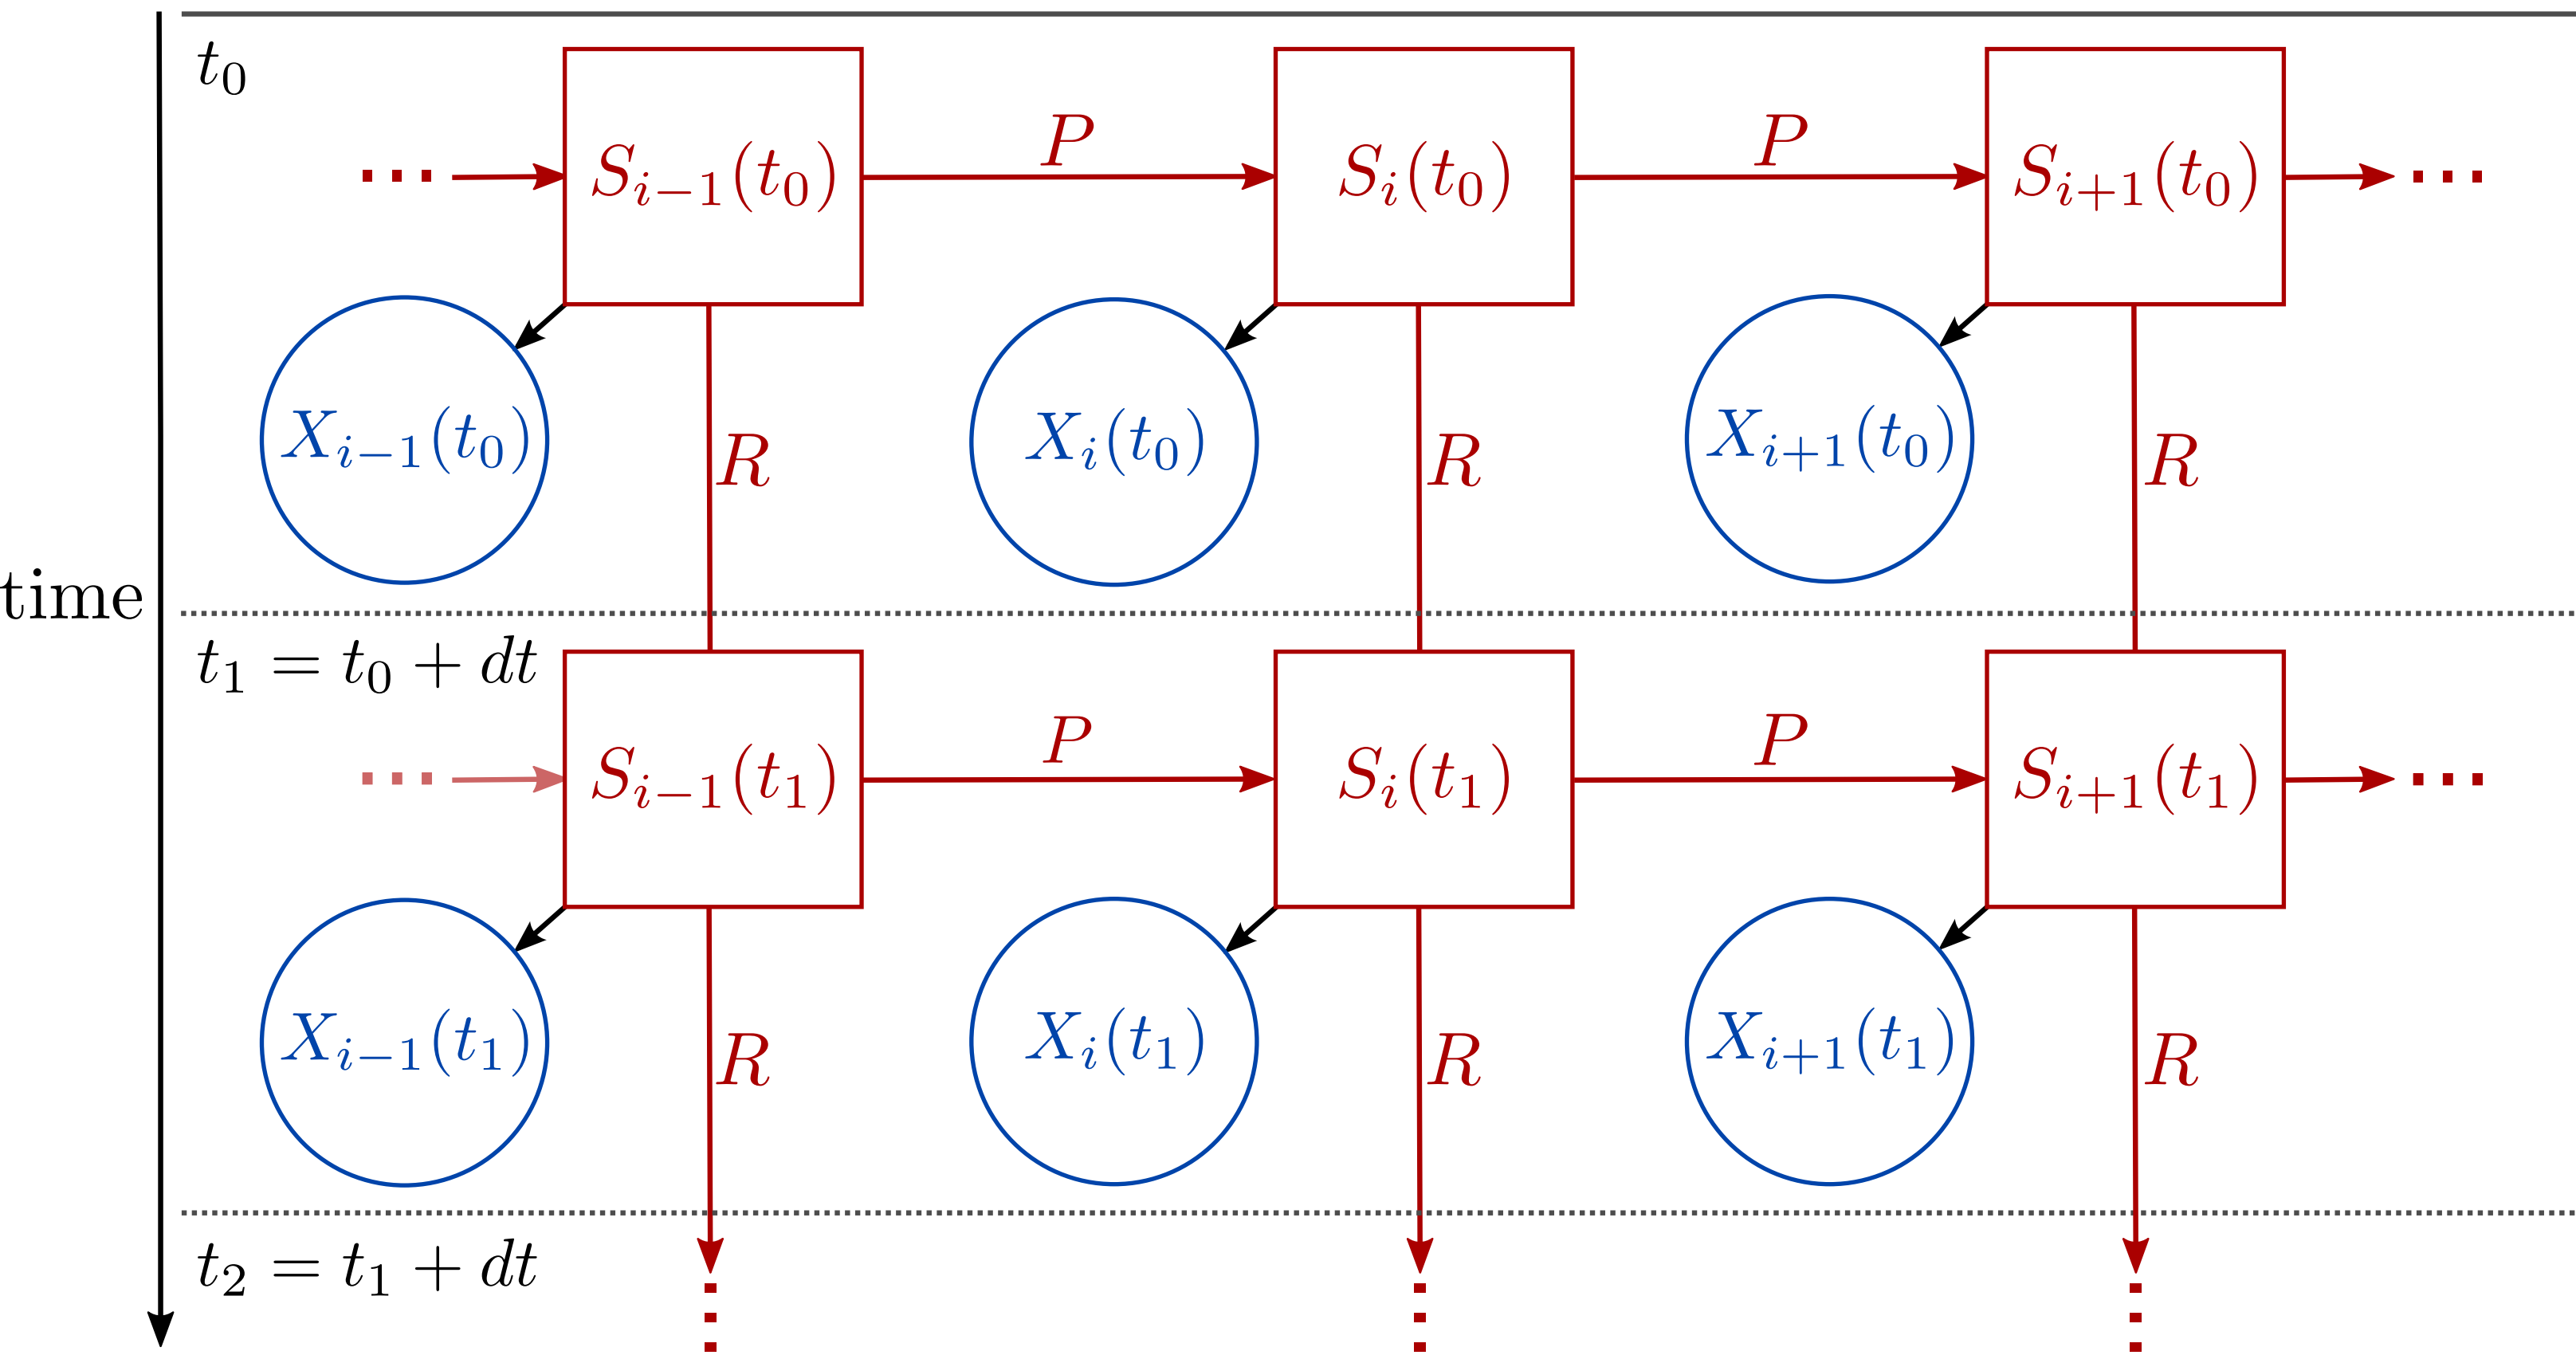 t₀
P P
S_{i−1}(t₀) S_i(t₀) S_{i+1}(t₀)
X_{i−1}(t₀) X_i(t₀) X_{i+1}(t₀)
R R R
time
t₁ = t₀ + dt
P P
S_{i−1}(t₁) S_i(t₁) S_{i+1}(t₁)
X_{i−1}(t₁) X_i(t₁) X_{i+1}(t₁)
R R R
t₂ = t₁ + dt